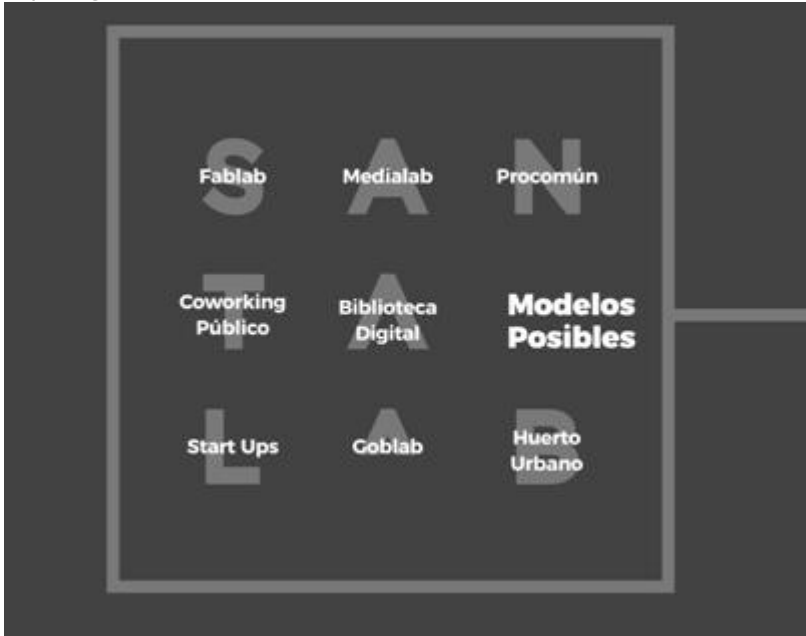 S A N
Fablab Medialab Procomún
T A
Coworking
Público
Biblioteca
Digital
Modelos
Posibles
L A B
Start Ups Goblab
Huerto
Urbano